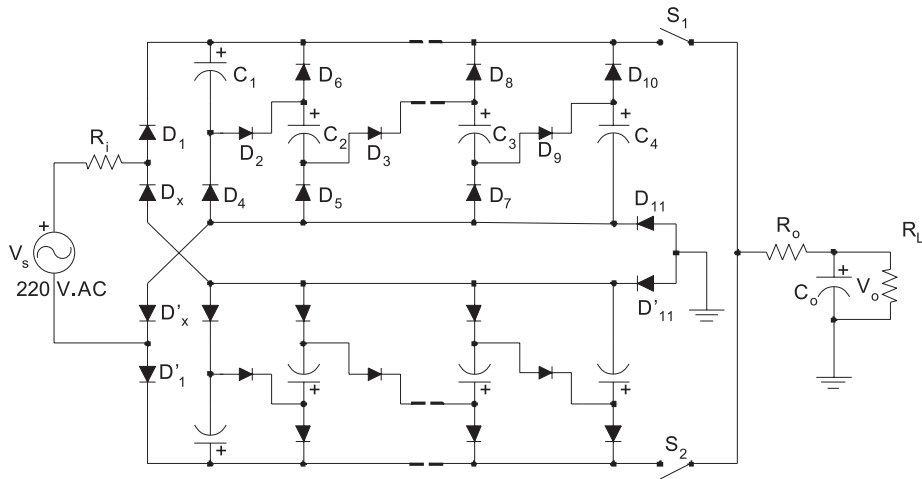 S₁
+
C₁
D₆
D₈
D₁₀
+
+
+
D₁
D₂
C₂
D₃
C₃
D₉
C₄
Rᵢ
Dₓ
D₄
D₅
D₇
D₁₁
Rₒ
R_L
+
Vₛ
220 V.AC
+
Cₒ
Vₒ
D'ₓ
D'₁₁
D'₁
+
+
+
+
S₂